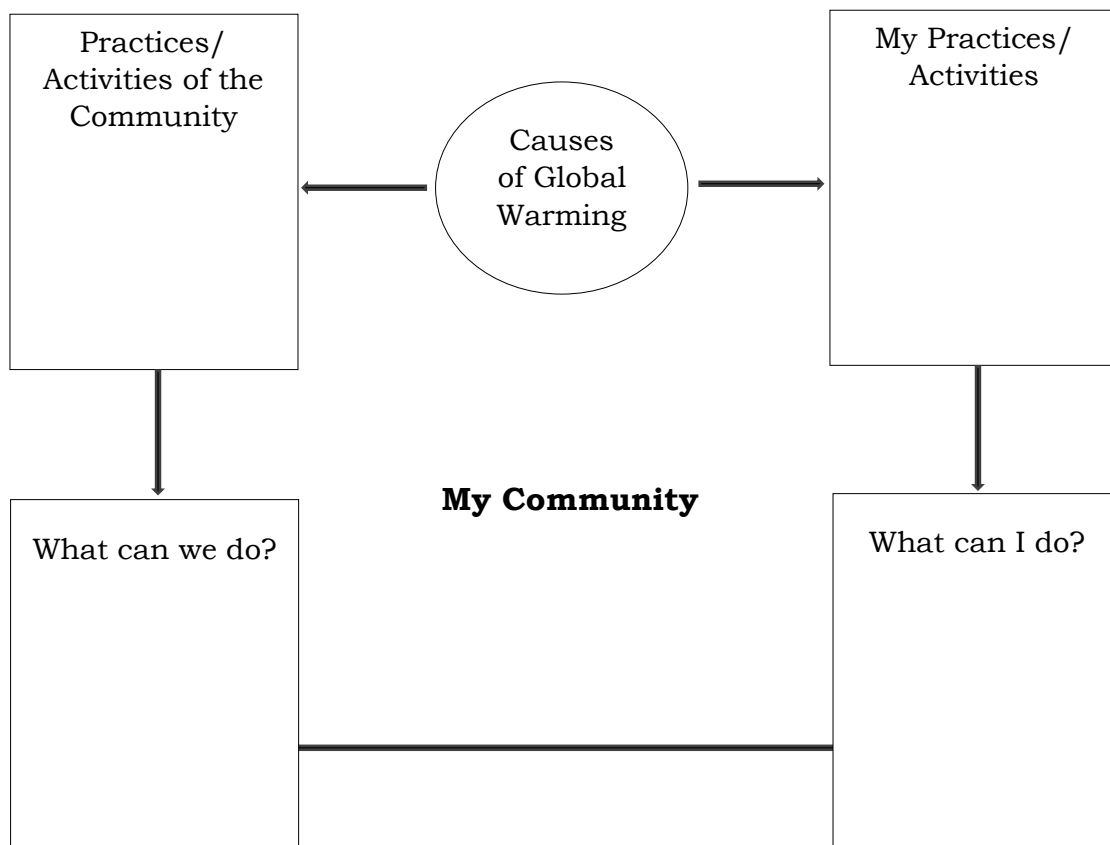 Practices/
Activities of the
Community
Causes
of Global
Warming
My Practices/
Activities
My Community
What can we do?
What can I do?